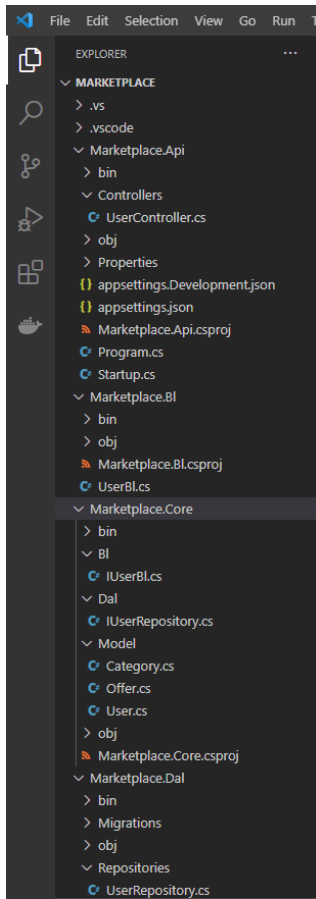 File Edit Selection View Go Run
EXPLORER ...
MARKETPLACE
.vs
.vscode
Marketplace.Api
bin
Controllers
C# UserController.cs
obj
Properties
{} appsettings.Development.json
{} appsettings.json
Marketplace.Api.csproj
C# Program.cs
C# Startup.cs
Marketplace.Bl
bin
obj
Marketplace.Bl.csproj
C# UserBl.cs
Marketplace.Core
bin
Bl
C# IUserBl.cs
Dal
C# IUserRepository.cs
Model
C# Category.cs
C# Offer.cs
C# User.cs
obj
Marketplace.Core.csproj
Marketplace.Dal
bin
Migrations
obj
Repositories
C# UserRepository.cs